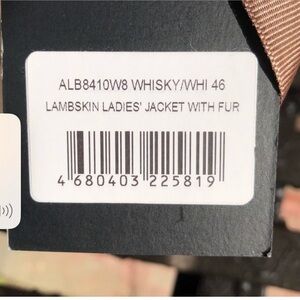 ALB8410W8 WHISKY/WHI 46
LAMBSKIN LADIES' JACKET WITH FUR
4 680403 225819